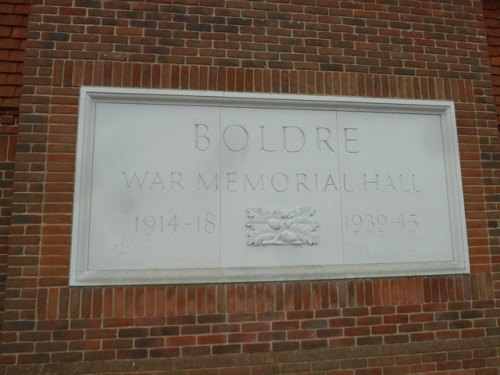 BOLDRE
WAR MEMORIAL HALL
1914-18 1939-45